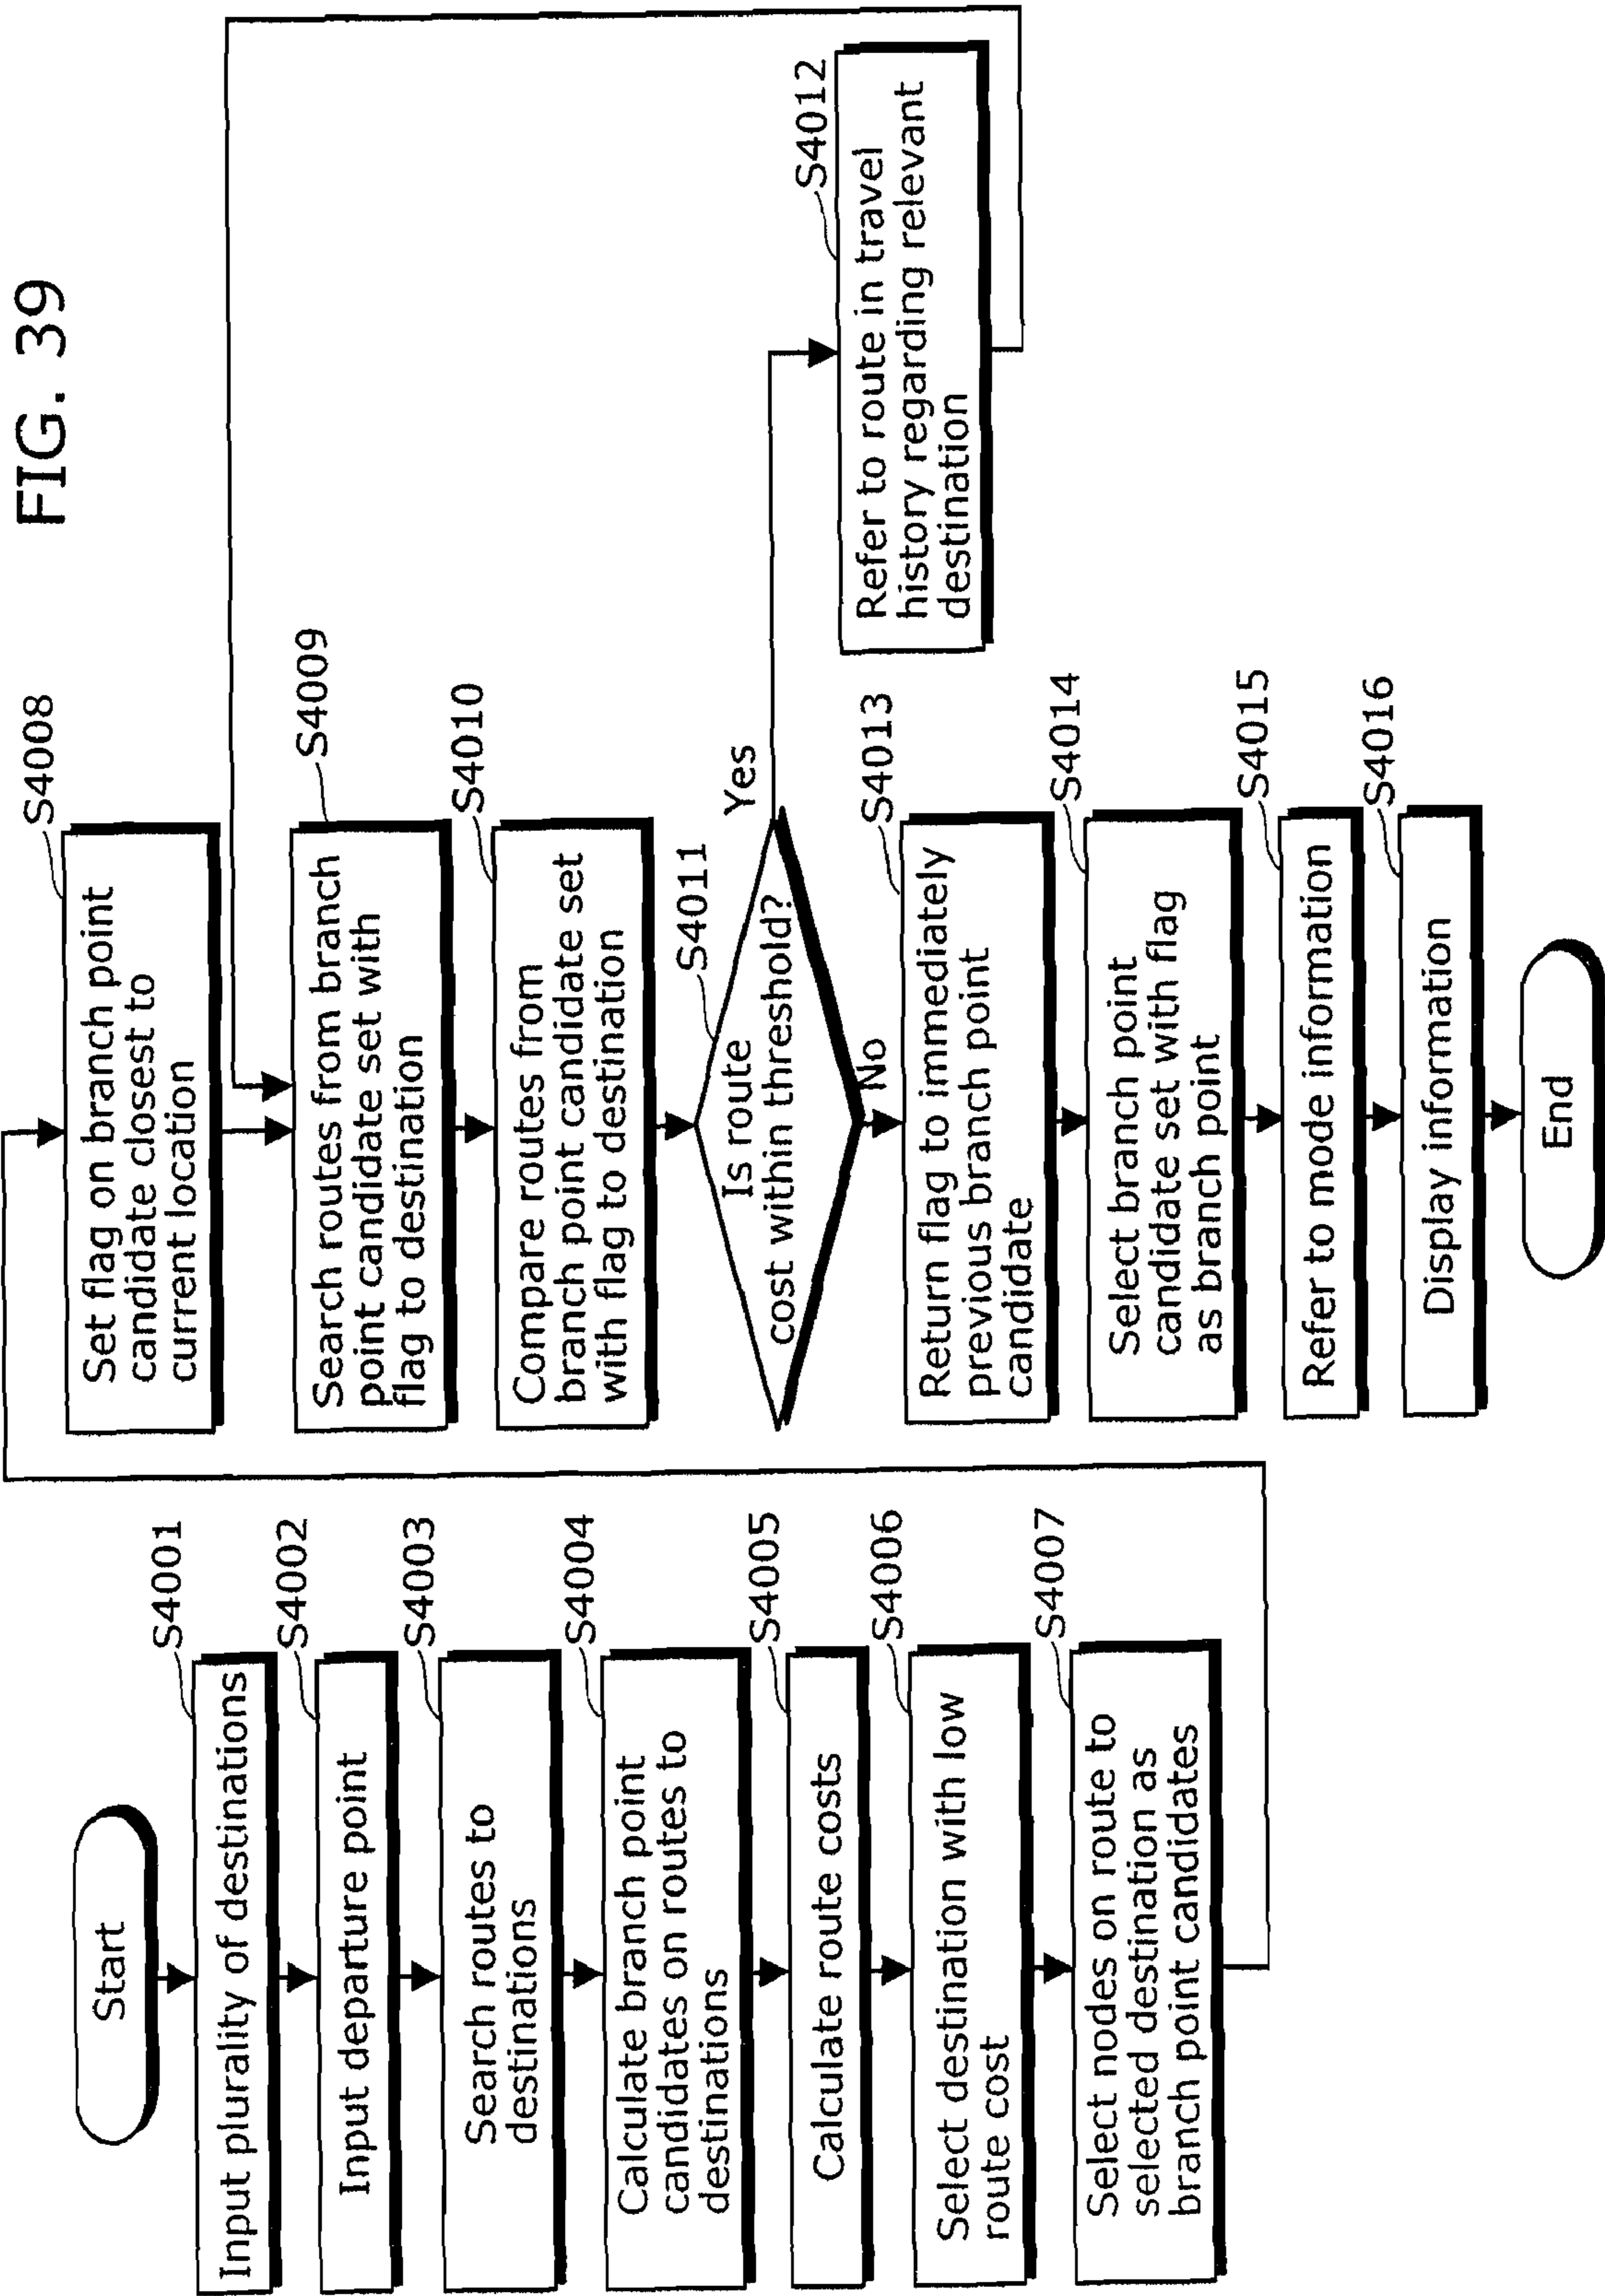 FIG. 39
Start
S4001
Input plurality of destinations
S4002
Input departure point
S4003
Search routes to
destinations
S4004
Calculate branch point
candidates on routes to
destinations
S4005
Calculate route costs
S4006
Select destination with low
route cost
S4007
Select nodes on route to
selected destination as
branch point candidates
S4008
Set flag on branch point
candidate closest to
current location
S4009
Search routes from branch
point candidate set with
flag to destination
S4010
Compare routes from
branch point candidate set
with flag to destination
S4011
Is route
cost within threshold?
Yes
No
S4012
Refer to route in travel
history regarding relevant
destination
S4013
Return flag to immediately
previous branch point
candidate
S4014
Select branch point
candidate set with flag
as branch point
S4015
Refer to mode information
S4016
Display information
End